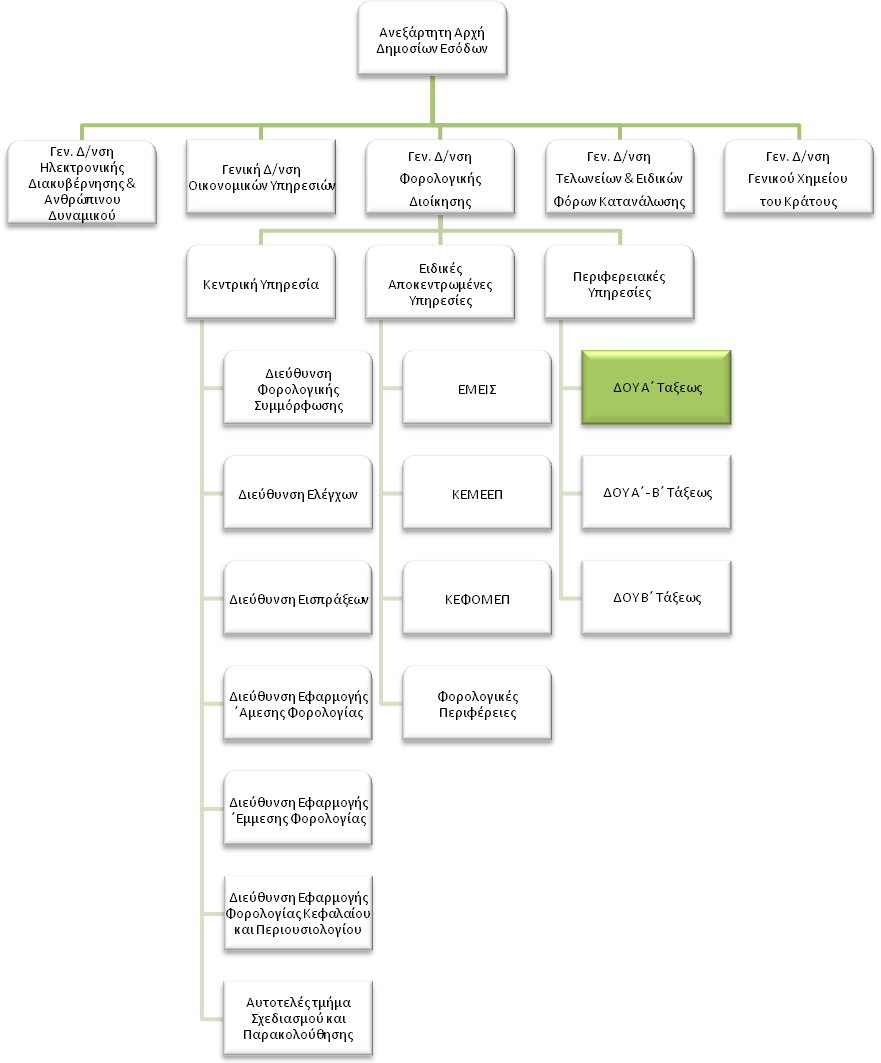 Ανεξάρτητη Αρχή
Δημοσίων Εσόδων
Γεν. Δ/νση
Ηλεκτρονικής
Διακυβέρνησης &
Ανθρώπινου
Δυναμικού
Γενική Δ/νση
Οικονομικών Υπηρεσιών
Γεν. Δ/νση
Φορολογικής
Διοίκησης
Γεν. Δ/νση
Τελωνείων & Ειδικών
Φόρων Κατανάλωσης
Γεν. Δ/νση
Γενικού Χημείου
του Κράτους
Κεντρική Υπηρεσία
Ειδικές
Αποκεντρωμένες
Υπηρεσίες
Περιφερειακές
Υπηρεσίες
Διεύθυνση
Φορολογικής
Συμμόρφωσης
Διεύθυνση Ελέγχων
Διεύθυνση Εισπράξεων
Διεύθυνση Εφαρμογής
΄Αμεσης Φορολογίας
Διεύθυνση Εφαρμογής
΄Εμμεσης Φορολογίας
Διεύθυνση Εφαρμογής
Φορολογίας Κεφαλαίου
και Περιουσιολογίου
Αυτοτελές τμήμα
Σχεδιασμού και
Παρακολούθησης
ΕΜΕΙΣ
ΚΕΜΕΕΠ
ΚΕΦΟΜΕΠ
Φορολογικές
Περιφέρειες
ΔΟΥ Α΄ Ταξεως
ΔΟΥ Α΄ - Β΄ Τάξεως
ΔΟΥ Β΄ Τάξεως